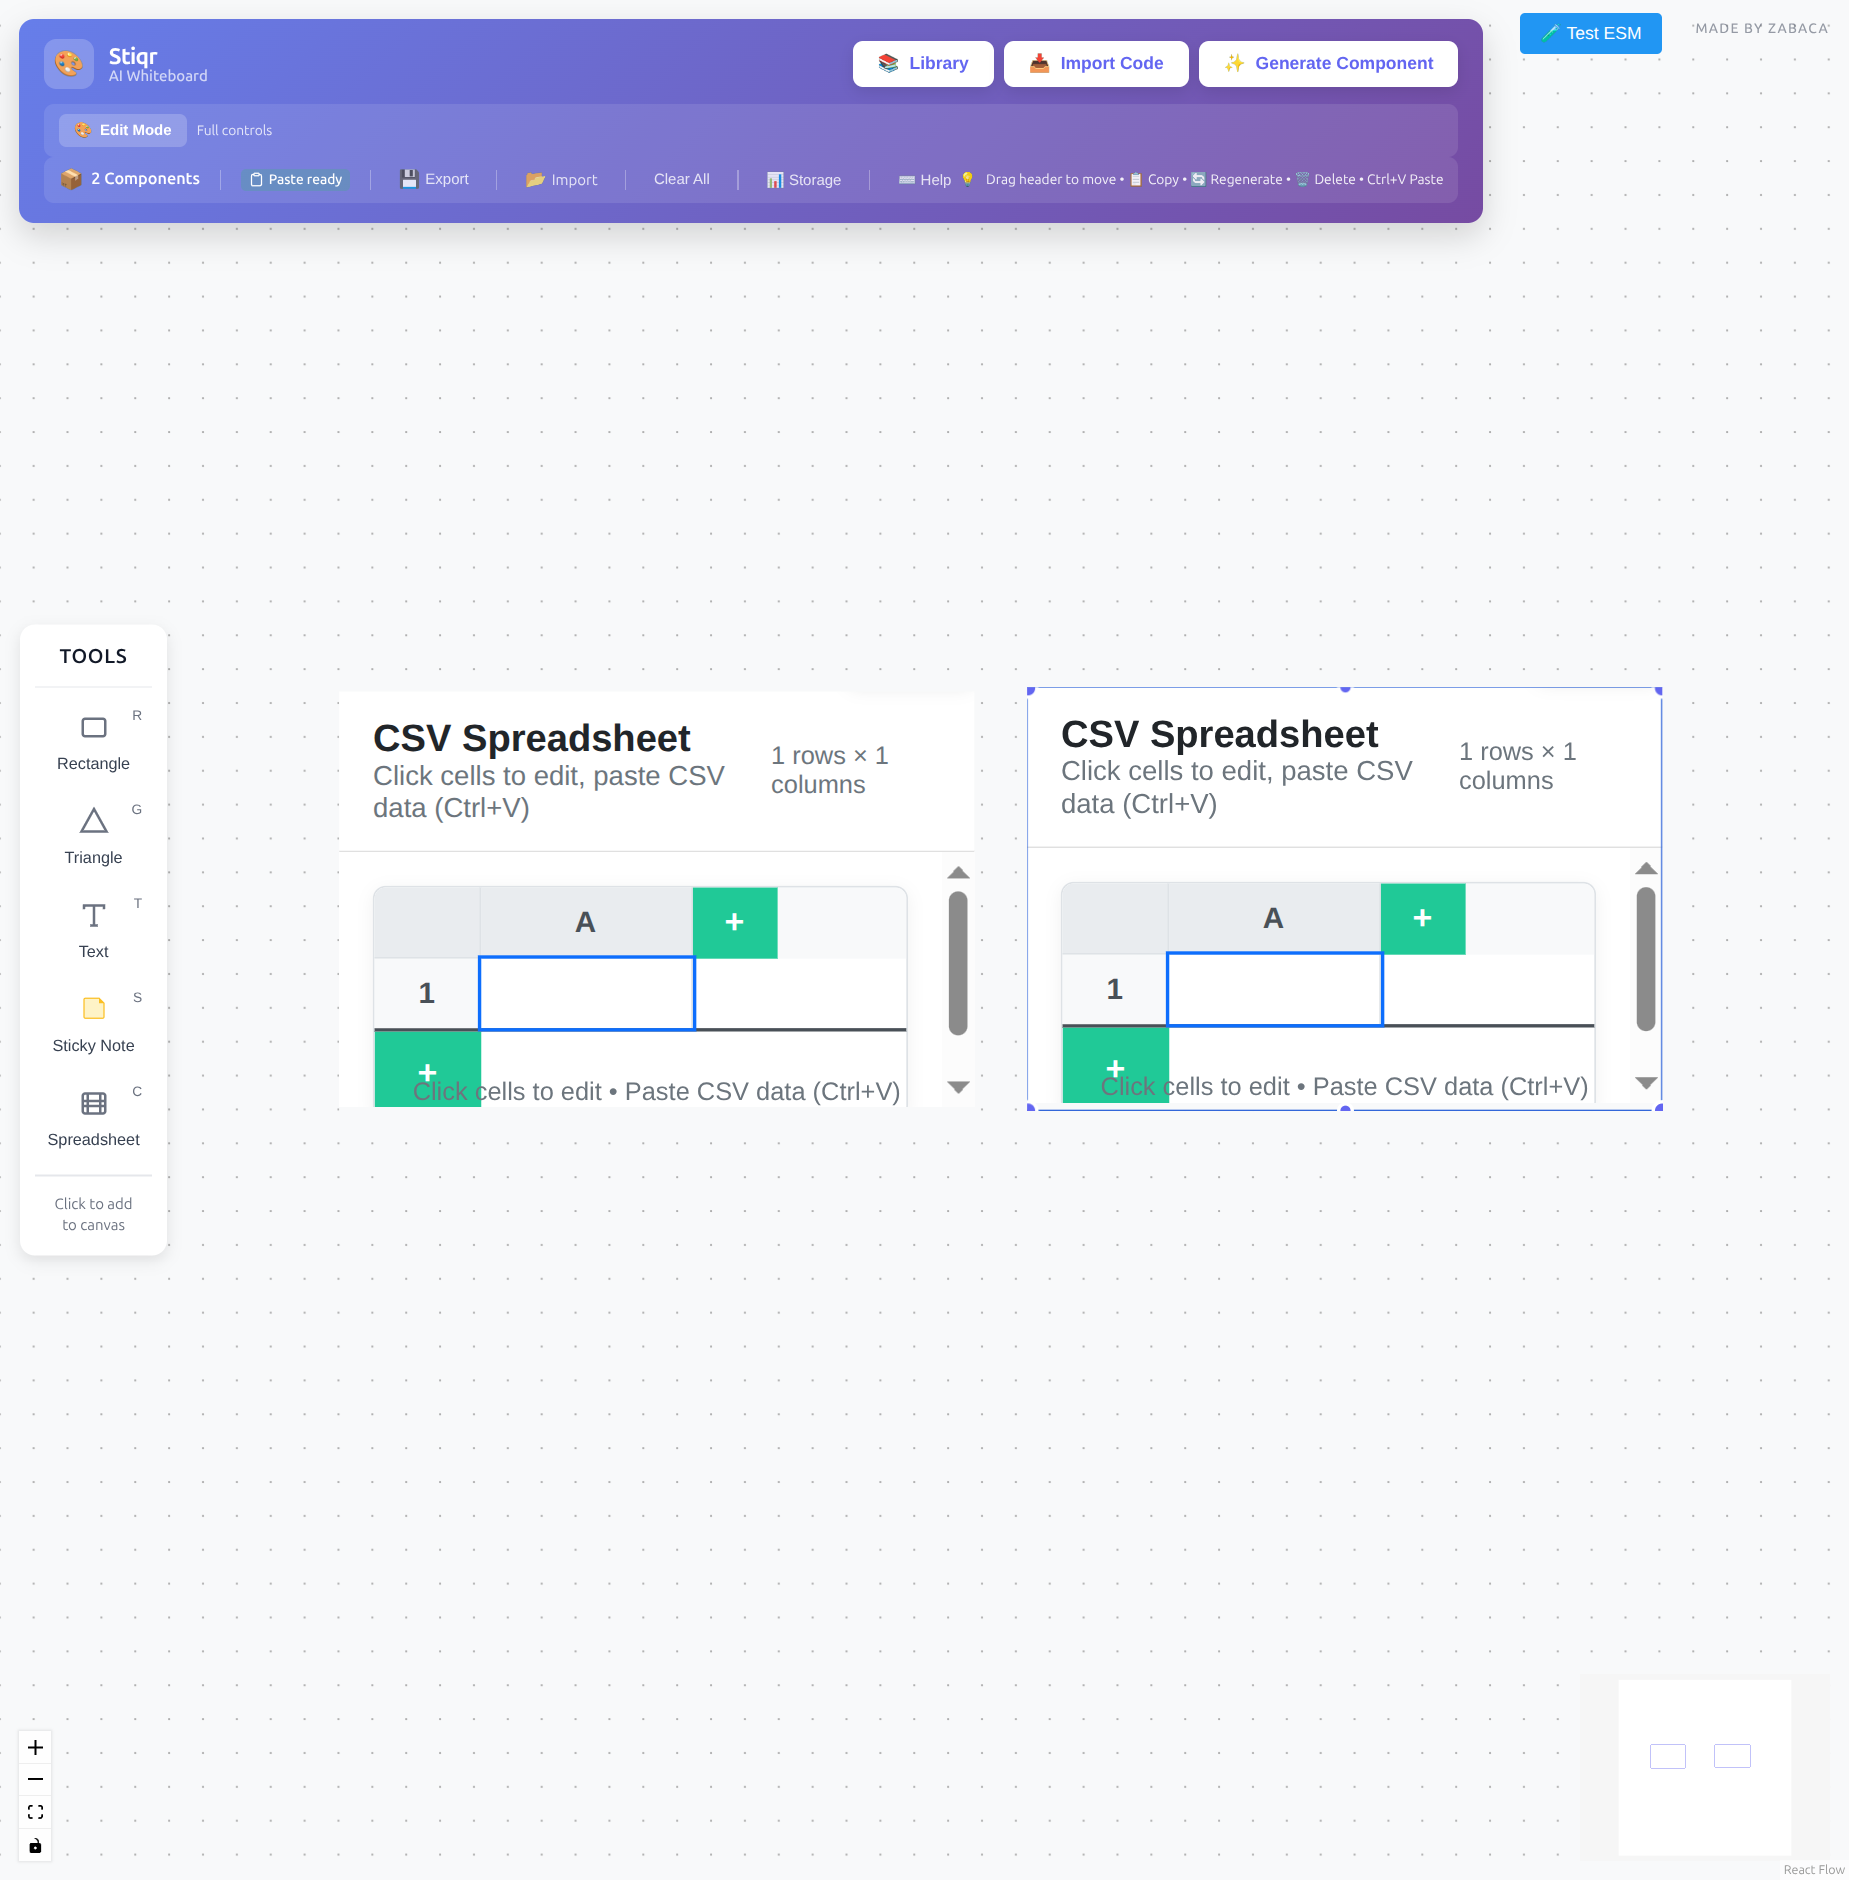 Stiqr
AI Whiteboard
Library
Import Code
Generate Component
Test ESM
MADE BY ZABACA
Edit Mode
Full controls
2 Components
Paste ready
Export
Import
Clear All
Storage
Help
Drag header to move • Copy • Regenerate • Delete • Ctrl+V Paste
TOOLS
R
Rectangle
G
Triangle
T
Text
S
Sticky Note
C
Spreadsheet
Click to add
to canvas
CSV Spreadsheet
Click cells to edit, paste CSV
data (Ctrl+V)
1 rows × 1
columns
A
+
1
+
Click cells to edit • Paste CSV data (Ctrl+V)
CSV Spreadsheet
Click cells to edit, paste CSV
data (Ctrl+V)
1 rows × 1
columns
A
+
1
+
Click cells to edit • Paste CSV data (Ctrl+V)
React Flow